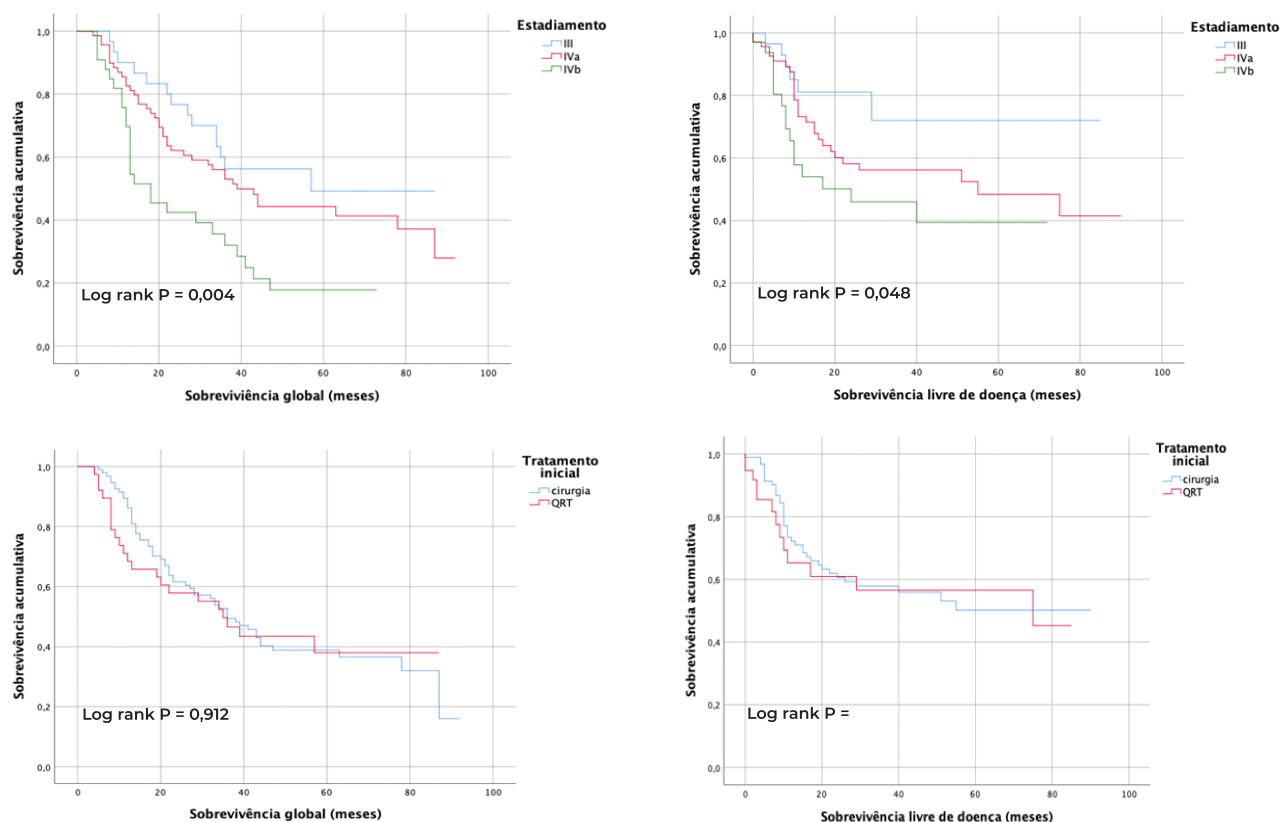 Estadiamento
III
IVa
IVb
Sobrevivência acumulativa
1,0
0,8
0,6
0,4
0,2
0,0
Log rank P = 0,004
0 20 40 60 80 100
Sobreviviência global (meses)
Estadiamento
III
IVa
IVb
Sobrevivência acumulativa
1,0
0,8
0,6
0,4
0,2
0,0
Log rank P = 0,048
0 20 40 60 80 100
Sobrevivência livre de doença (meses)
Tratamento
inicial
cirurgia
QRT
Sobrevivência acumulativa
1,0
0,8
0,6
0,4
0,2
0,0
Log rank P = 0,912
0 20 40 60 80 100
Sobrevivência global (meses)
Tratamento
inicial
cirurgia
QRT
Sobrevivência acumulativa
1,0
0,8
0,6
0,4
0,2
0,0
Log rank P =
0 20 40 60 80 100
Sobrevivência livre de doença (meses)